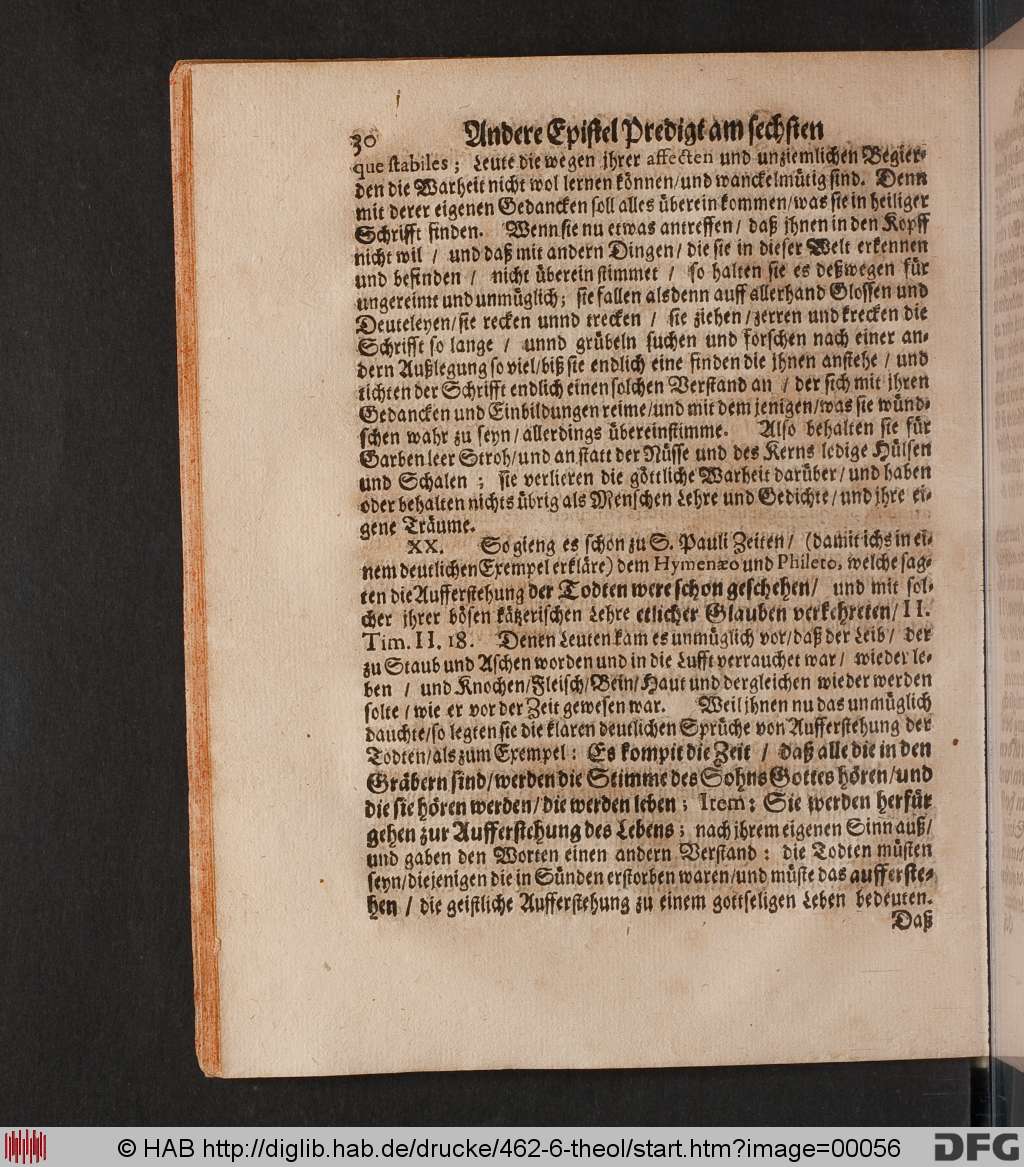 30 Andere Epistel Predigt am sechsten
que stabiles; Leute die wegen jhrer affecten und unziemlichen Begier-
den die Warheit nicht wol lernen können/und wanckelmütig sind. Denn
mit derer eigenen Gedancken soll alles überein kommen/was sie in heiliger
Schrifft finden. Wenn sie nu etwas antreffen/ daß jhnen in den Kopff
nicht wil / und daß mit andern Dingen/ die sie in dieser Welt erkennen
und befinden / nicht überein stimmet / so halten sie es deßwegen für
ungereimt und unmüglich; sie fallen alsdenn auff allerhand Glossen und
Deuteleyen/sie recken unnd trecken / sie ziehen/zerren und krecken die
Schrifft so lange / unnd grübeln suchen und forschen nach einer an-
dern Außlegung so viel/biß sie endlich eine finden die jhnen anstehe / und
tichten der Schrifft endlich einen solchen Verstand an / der sich mit jhren
Gedancken und Einbildungen reime/und mit dem jenigen/was sie wünd-
schen wahr zu seyn/allerdings übereinstimme. Also behalten sie für
Garben leer Stroh/und an statt der Nüsse und des Kerns ledige Hülsen
und Schalen; sie verlieren die göttliche Warheit darüber/und haben
oder behalten nichts übrig als Menschen Lehre und Gedichte/und jhre ei-
gene Träume.
XX. So gieng es schon zu S. Pauli Zeiten/ (damit ichs in ei-
nem deutlichen Exempel erkläre) dem Hymenæo und Phileto, welche sag-
ten die Aufferstehung der Todten were schon geschehen/ und mit sol-
cher jhrer bösen kätzerischen Lehre etlicher Glauben verkehreten/II.
Tim. II. 18. Denen Leuten kam es unmüglich vor/daß der Leib/ der
zu Staub und Aschen worden und in die Lufft verrauchet war/ wieder le-
ben / und Knochen/Fleisch/Bein/Haut und dergleichen wieder werden
solte/wie er vor der Zeit gewesen war. Weil jhnen nu das unmüglich
dauchte/so legten sie die klaren deutlichen Sprüche von Aufferstehung der
Todten/als zum Exempel: Es kompt die Zeit / daß alle die in den
Gräbern sind/werden die Stimme des Sohns Gottes hören/und
die sie hören werden/die werden leben; Item: Sie werden herfür
gehen zur Aufferstehung des Lebens; nach jhrem eigenen Sinn auß/
und gaben den Worten einen andern Verstand: die Todten müsten
seyn/diejenigen die in Sünden erstorben waren/und müste das aufferste-
hen / die geistliche Aufferstehung zu einem gottseligen Leben bedeuten.
Daß
© HAB http://diglib.hab.de/drucke/462-6-theol/start.htm?image=00056
DFG